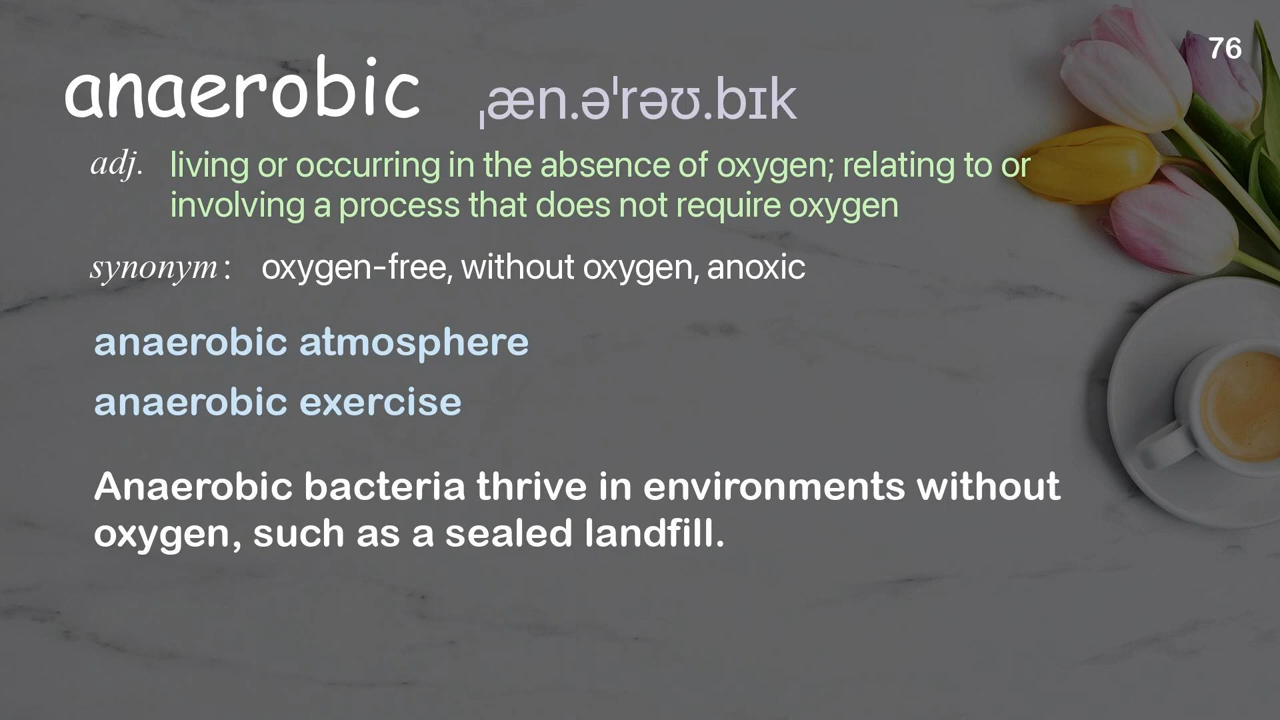 76
anaerobic ˌæn.əˈrəʊ.bɪk
adj. living or occurring in the absence of oxygen; relating to or
involving a process that does not require oxygen
synonym: oxygen-free, without oxygen, anoxic
anaerobic atmosphere
anaerobic exercise
Anaerobic bacteria thrive in environments without
oxygen, such as a sealed landfill.